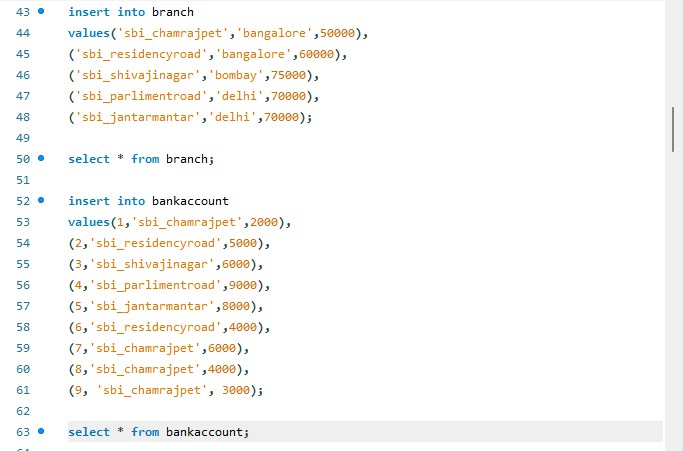 43 insert into branch
44 values('sbi_chamrajpet','bangalore',50000),
45 ('sbi_residencyroad','bangalore',60000),
46 ('sbi_shivajinagar','bombay',75000),
47 ('sbi_parlimentroad','delhi',70000),
48 ('sbi_jantarmantar','delhi',70000);
49
50 select * from branch;
51
52 insert into bankaccount
53 values(1,'sbi_chamrajpet',2000),
54 (2,'sbi_residencyroad',5000),
55 (3,'sbi_shivajinagar',6000),
56 (4,'sbi_parlimentroad',9000),
57 (5,'sbi_jantarmantar',8000),
58 (6,'sbi_residencyroad',4000),
59 (7,'sbi_chamrajpet',6000),
60 (8,'sbi_chamrajpet',4000),
61 (9, 'sbi_chamrajpet', 3000);
62
63 select * from bankaccount;